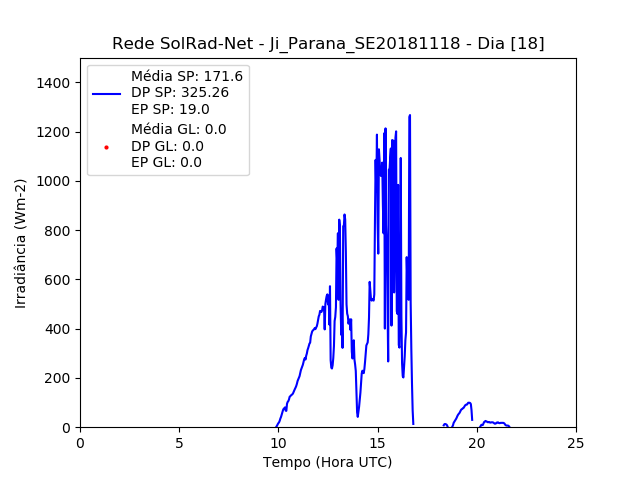 Rede SolRad-Net - Ji_Parana_SE20181118 - Dia [18]
Média SP: 171.6
DP SP: 325.26
EP SP: 19.0
Média GL: 0.0
DP GL: 0.0
EP GL: 0.0
Irradiância (Wm-2)
1400
1200
1000
800
600
400
200
0
0 5 10 15 20 25
Tempo (Hora UTC)